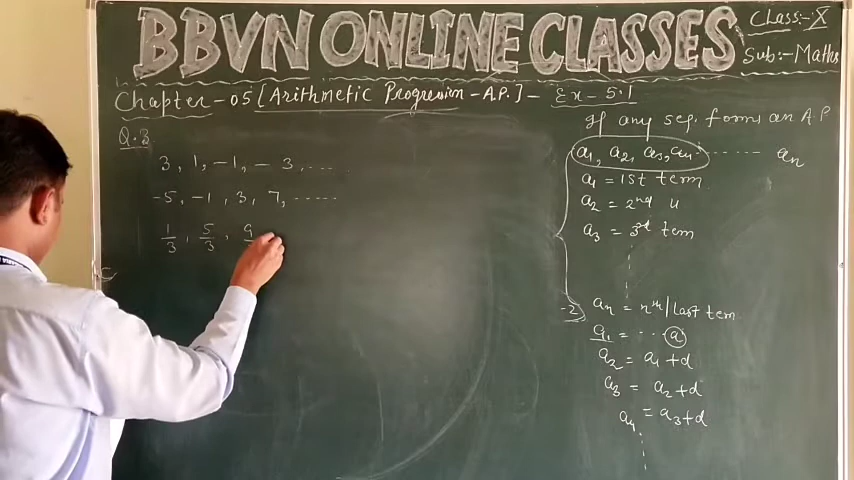 BBVN ONLINE CLASSES
Class:-X
Sub:-Maths
Chapter-05 [Arithmetic Progression-A.P.]- Ex-5.1
Q.3
3, 1, -1, -3, ....
-5, -1, 3, 7, .....
1/3, 5/3, 9
If any seq. forms an A.P
a1, a2, a3, a4 ........ an
a1 = 1st term
a2 = 2nd "
a3 = 3rd term
an = nth/Last term
a1 = ... a
a2 = a1 + d
a3 = a2 + d
a4 = a3 + d